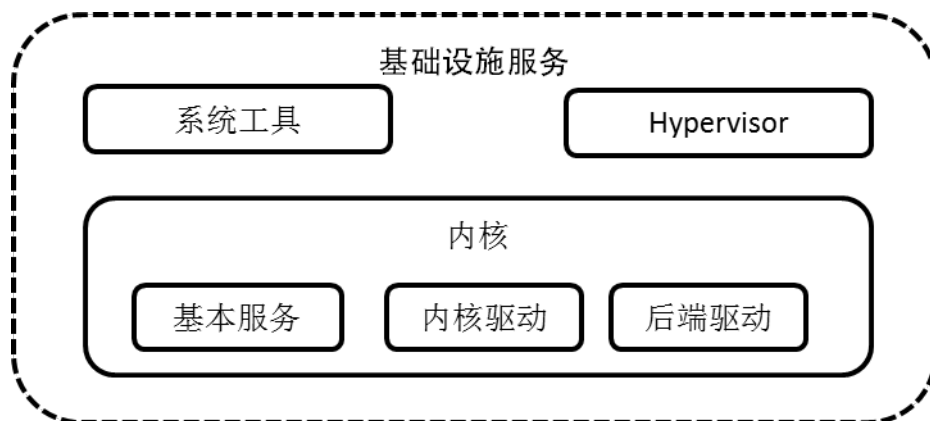 基础设施服务
系统工具
Hypervisor
内核
基本服务
内核驱动
后端驱动